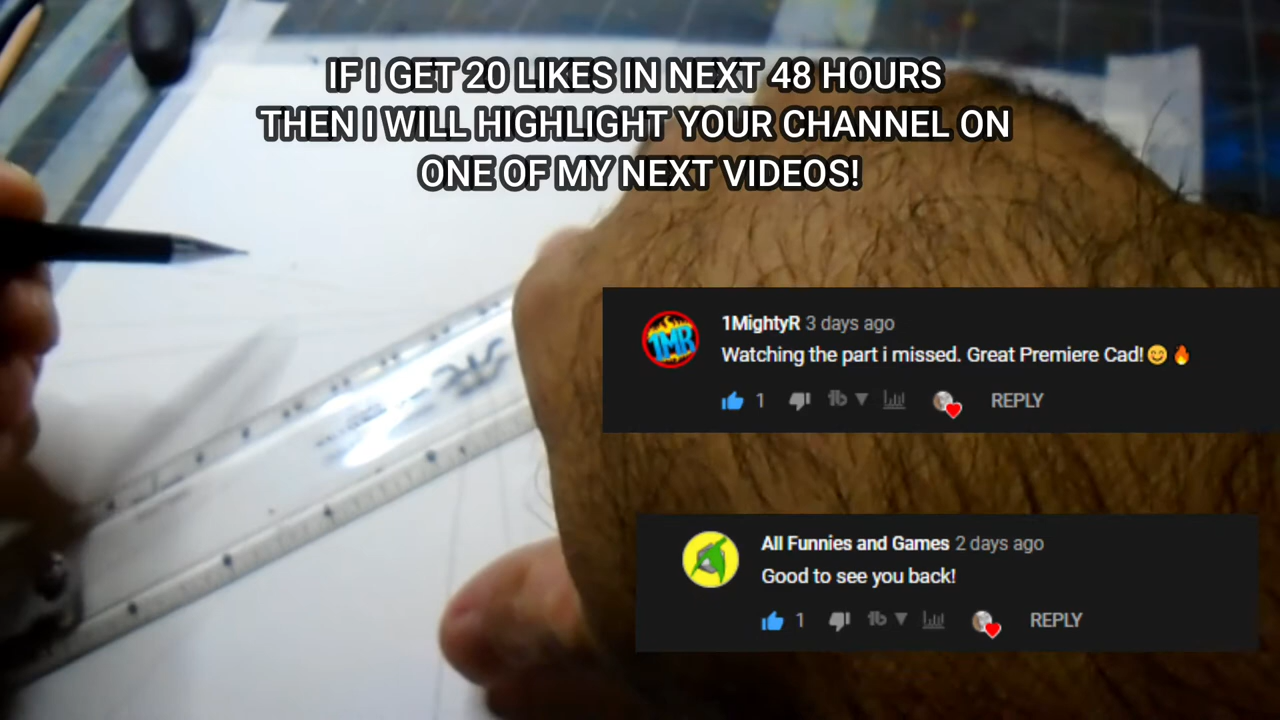 IF I GET 20 LIKES IN NEXT 48 HOURS
THEN I WILL HIGHLIGHT YOUR CHANNEL ON
ONE OF MY NEXT VIDEOS!
1MightyR 3 days ago
Watching the part i missed. Great Premiere Cad!😊🔥
1 REPLY
All Funnies and Games 2 days ago
Good to see you back!
1 REPLY